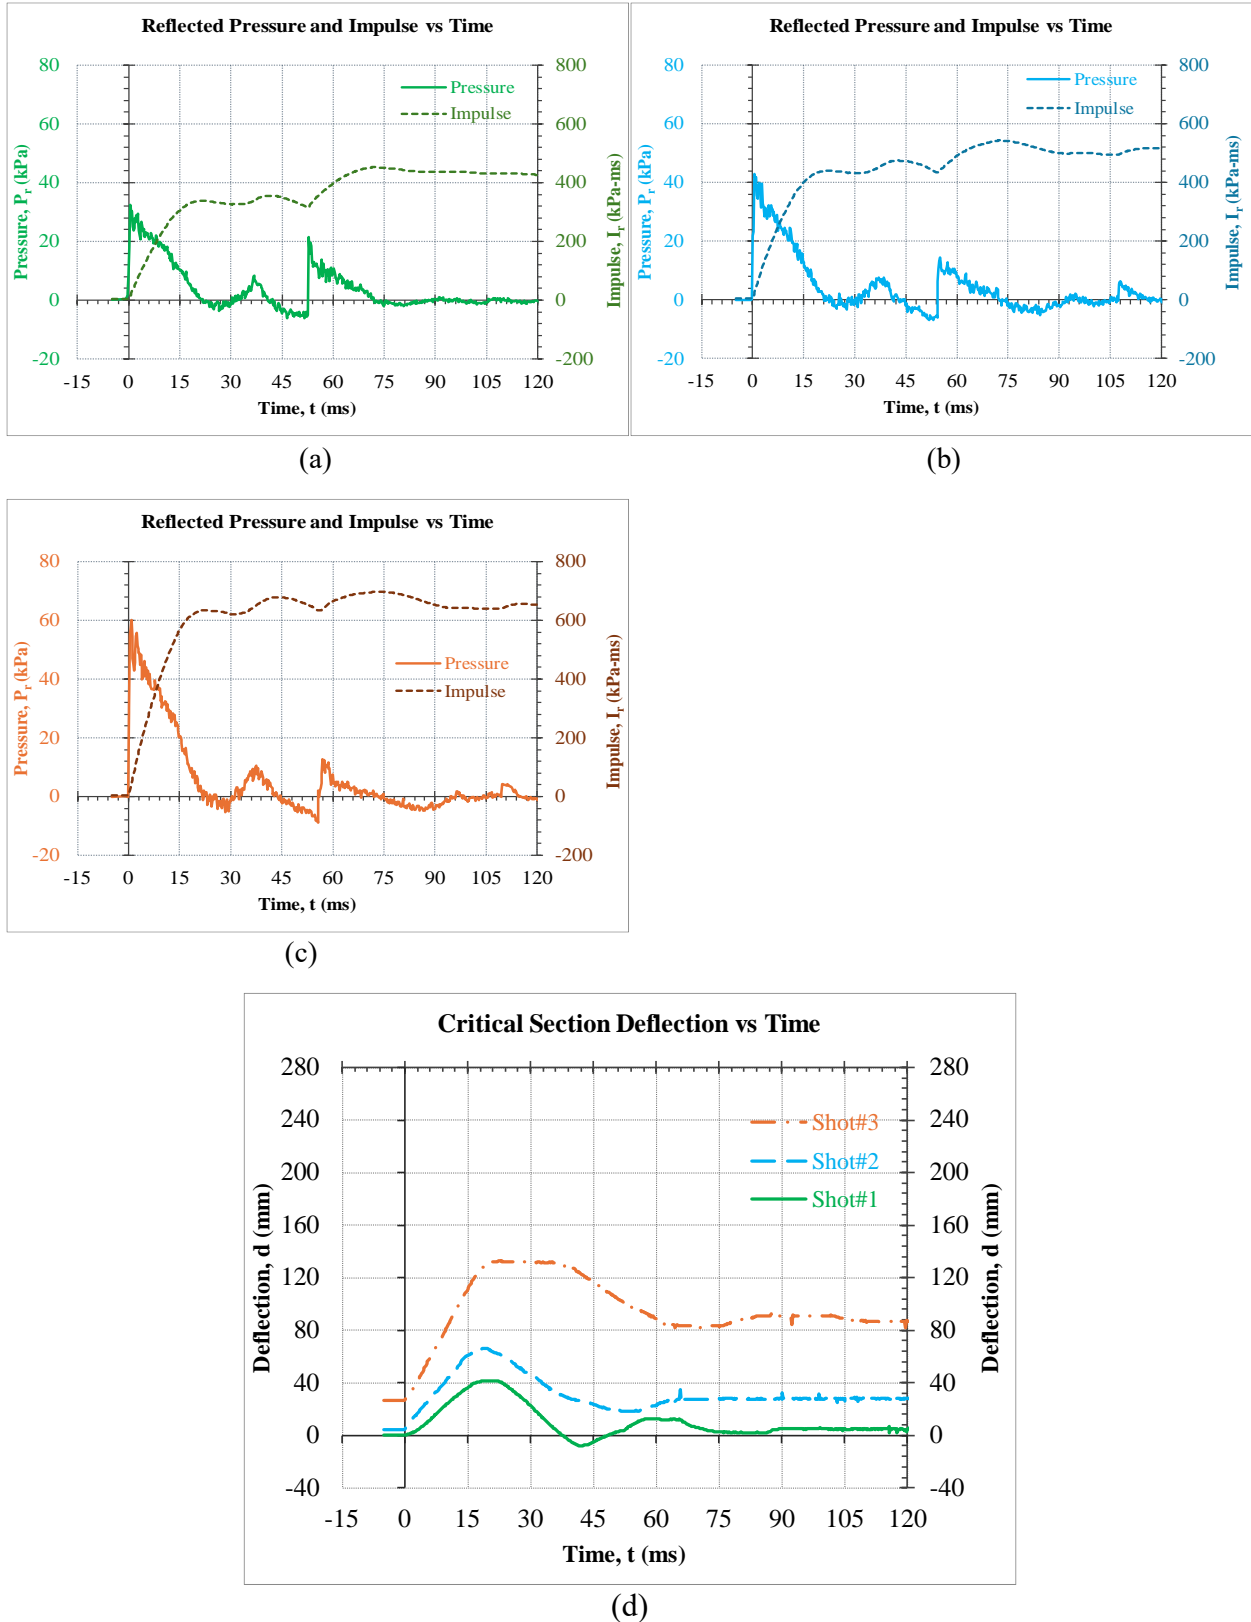 Reflected Pressure and Impulse vs Time
80
60
40
20
0
-20
800
600
400
200
0
-200
Pressure
Impulse
Pressure, Pr (kPa)
Impulse, Ir (kPa-ms)
-15 0 15 30 45 60 75 90 105 120
Time, t (ms)
(a)
Reflected Pressure and Impulse vs Time
80
60
40
20
0
-20
800
600
400
200
0
-200
Pressure
Impulse
Pressure, Pr (kPa)
Impulse, Ir (kPa-ms)
-15 0 15 30 45 60 75 90 105 120
Time, t (ms)
(b)
Reflected Pressure and Impulse vs Time
80
60
40
20
0
-20
800
600
400
200
0
-200
Pressure
Impulse
Pressure, Pr (kPa)
Impulse, Ir (kPa-ms)
-15 0 15 30 45 60 75 90 105 120
Time, t (ms)
(c)
Critical Section Deflection vs Time
280
240
200
160
120
80
40
0
-40
280
240
200
160
120
80
40
0
-40
Shot#3
Shot#2
Shot#1
Deflection, d (mm)
Deflection, d (mm)
-15 0 15 30 45 60 75 90 105 120
Time, t (ms)
(d)